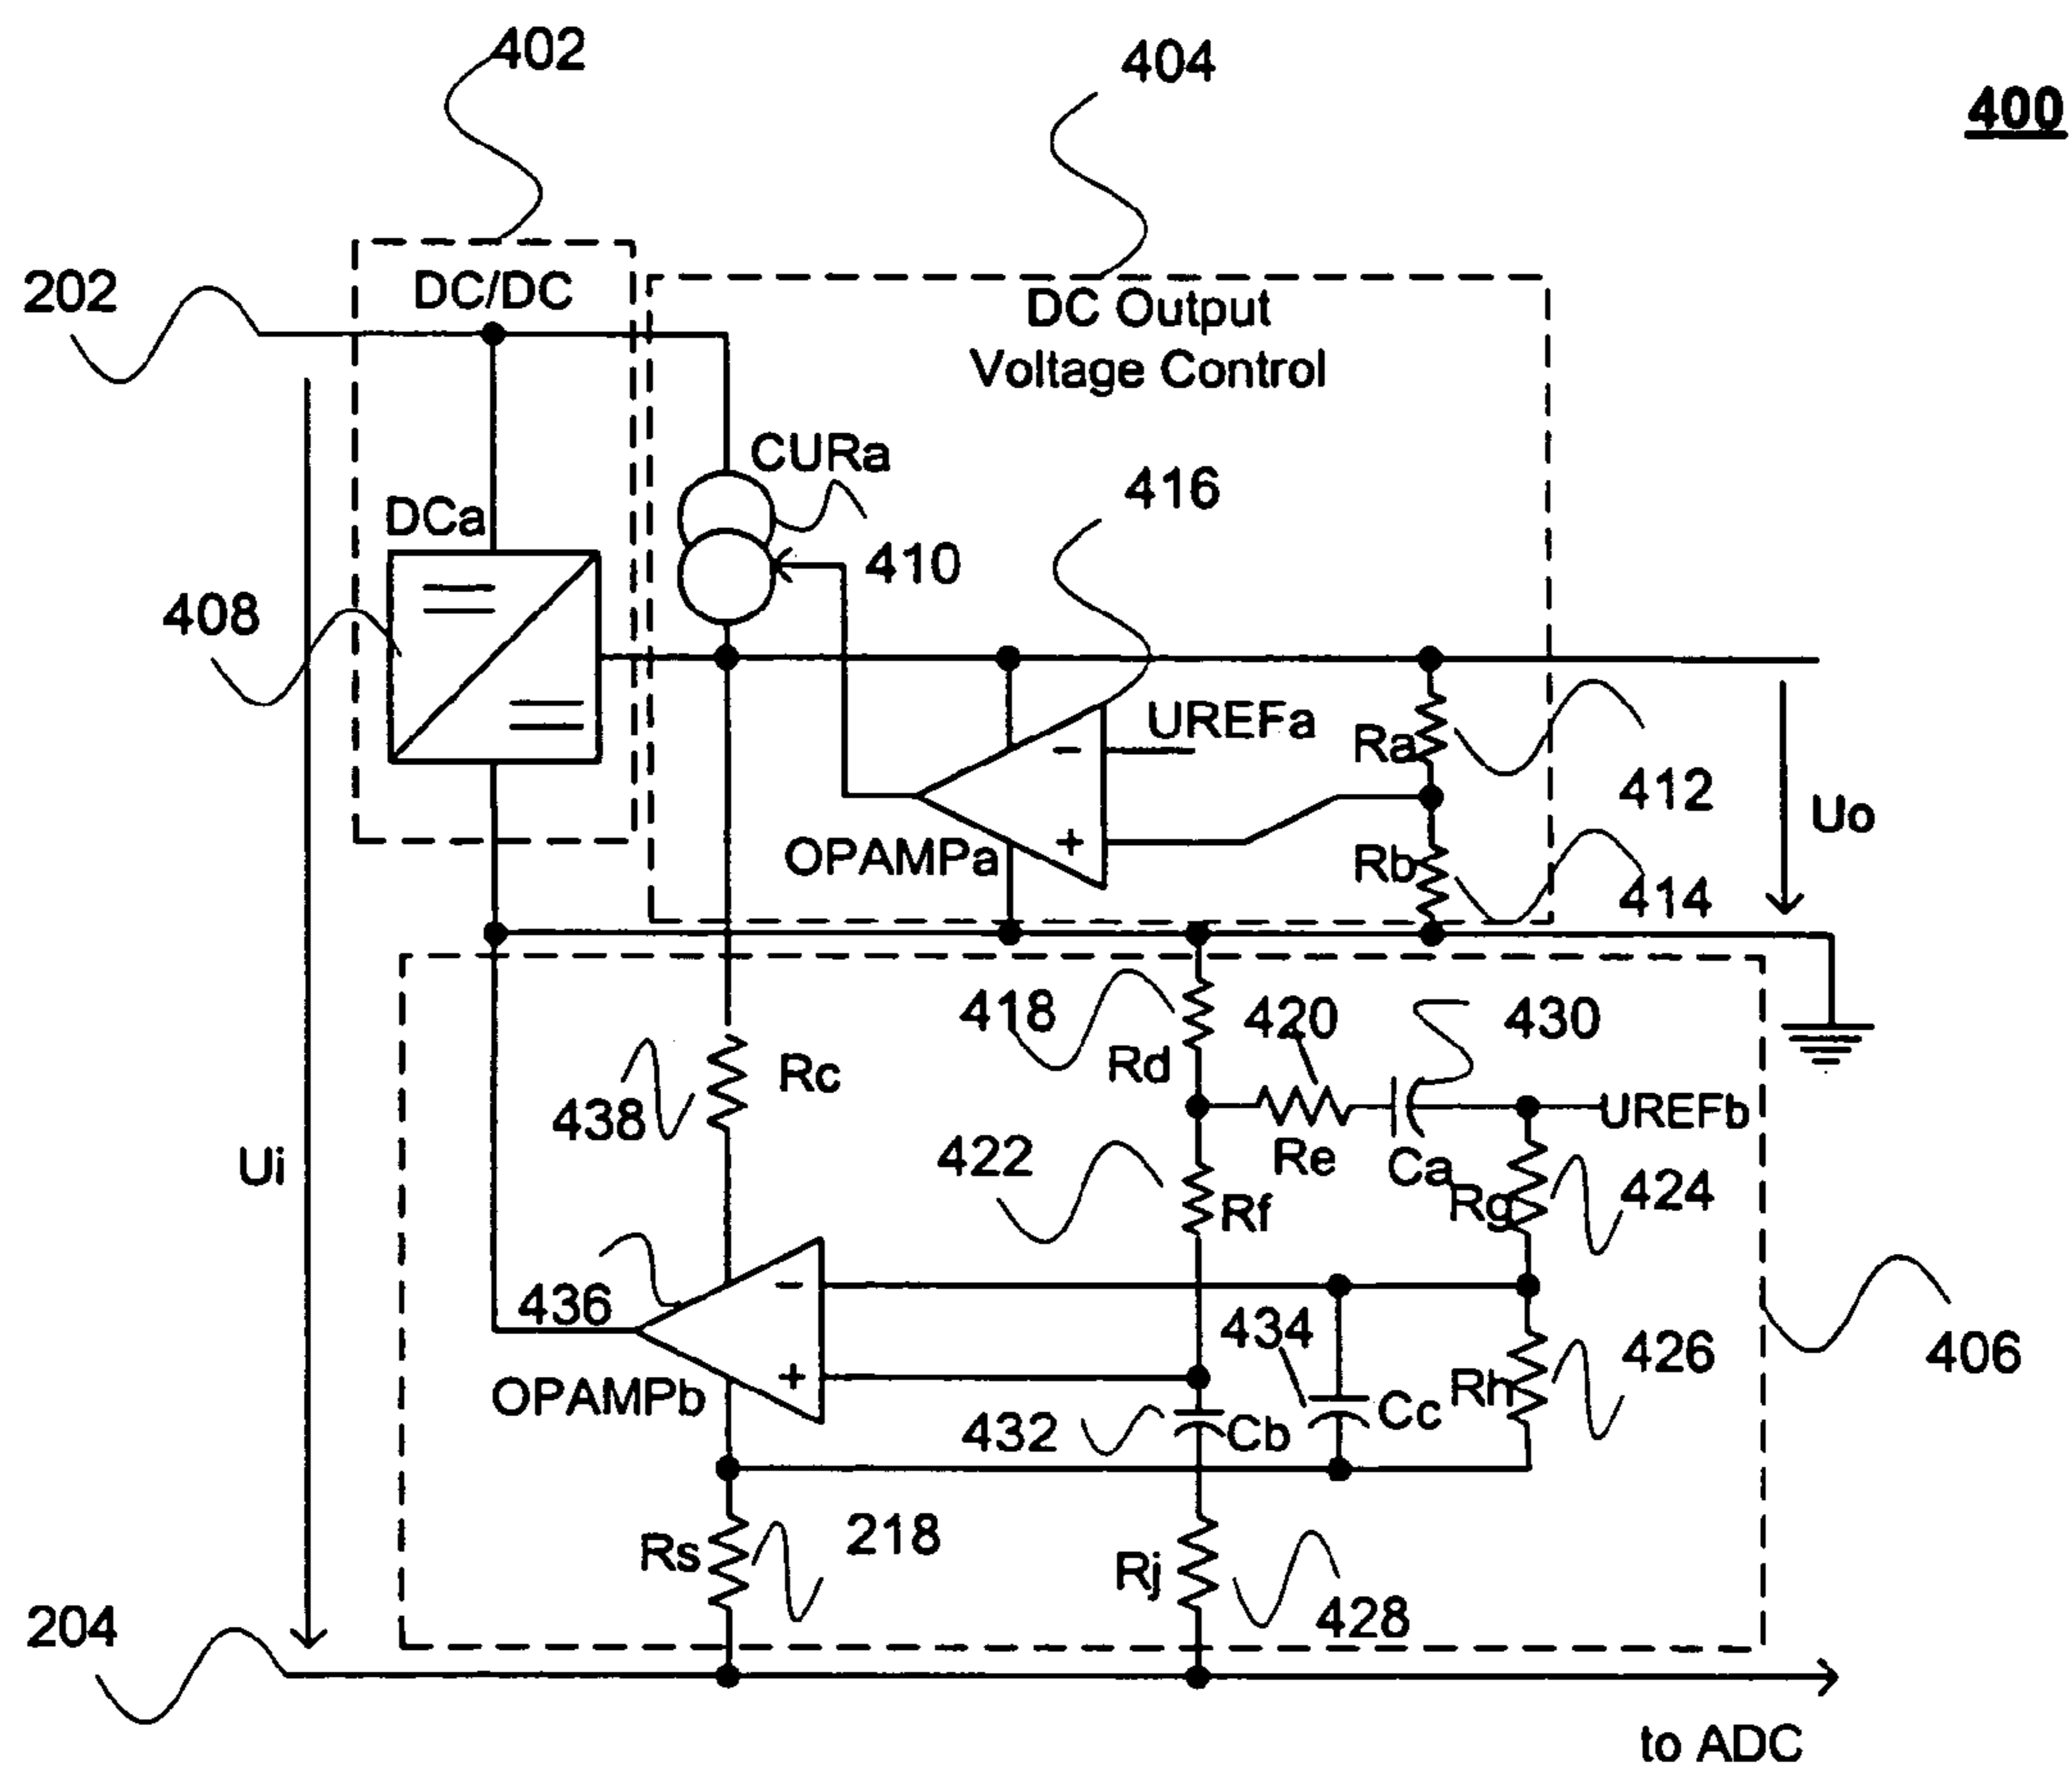 402
404
400
202
DC/DC
DC Output
Voltage Control
CURa
416
DCa
410
408
UREFa
-
Ra
412
Uo
OPAMPa
+
Rb
414
418
420
430
Rd
Rc
438
UREFb
Ui
422
Re
Ca
Rg
424
Rf
436
-
434
426
406
OPAMPb
+
Rh
432
Cb
Cc
Rs
218
Rj
428
204
to ADC